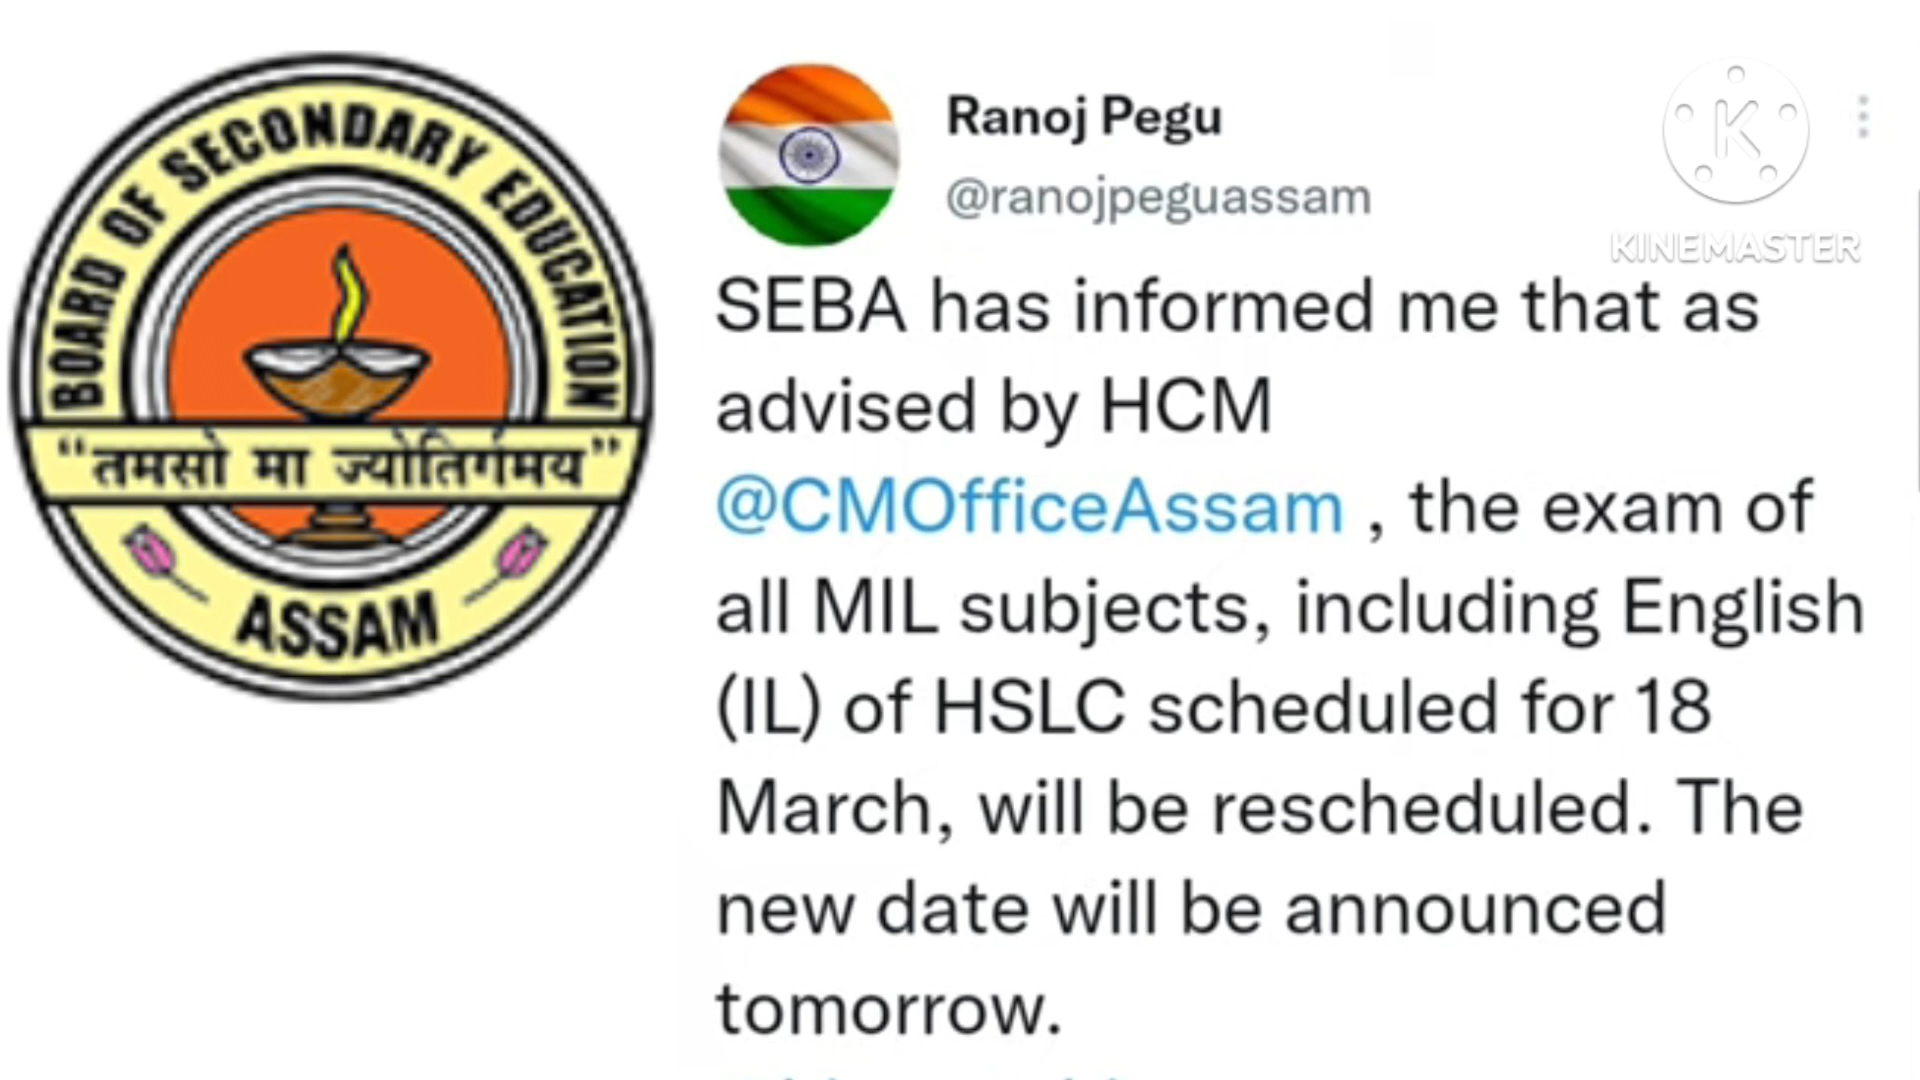 BOARD OF SECONDARY EDUCATION
"तमसो मा ज्योतिर्गमय"
ASSAM
Ranoj Pegu
@ranojpeguassam
K
KINEMASTER
SEBA has informed me that as
advised by HCM
@CMOfficeAssam , the exam of
all MIL subjects, including English
(IL) of HSLC scheduled for 18
March, will be rescheduled. The
new date will be announced
tomorrow.